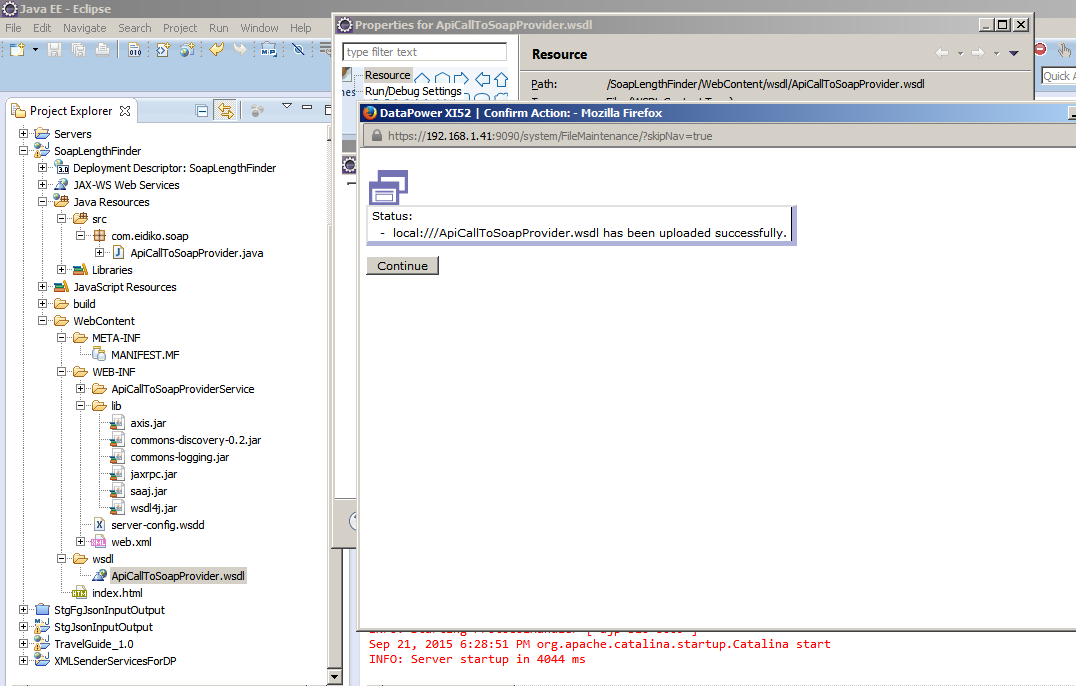 Java EE - Eclipse
File Edit Navigate Search Project Run Window Help
Project Explorer
Servers
SoapLengthFinder
Deployment Descriptor: SoapLengthFinder
JAX-WS Web Services
Java Resources
src
com.eidiko.soap
ApiCallToSoapProvider.java
Libraries
JavaScript Resources
build
WebContent
META-INF
MANIFEST.MF
WEB-INF
ApiCallToSoapProviderService
lib
axis.jar
commons-discovery-0.2.jar
commons-logging.jar
jaxrpc.jar
saaj.jar
wsdl4j.jar
server-config.wsdd
web.xml
wsdl
ApiCallToSoapProvider.wsdl
index.html
StgFgJsonInputOutput
StgJsonInputOutput
TravelGuide_1.0
XMLSenderServicesForDP
Properties for ApiCallToSoapProvider.wsdl
type filter text
Resource
Run/Debug Settings
Resource
Path: /SoapLengthFinder/WebContent/wsdl/ApiCallToSoapProvider.wsdl
Quick A
DataPower XI52 | Confirm Action: - Mozilla Firefox
https://192.168.1.41:9090/system/FileMaintenance/?skipNav=true
Status:
- local:///ApiCallToSoapProvider.wsdl has been uploaded successfully.
Continue
Sep 21, 2015 6:28:51 PM org.apache.catalina.startup.Catalina start
INFO: Server startup in 4044 ms